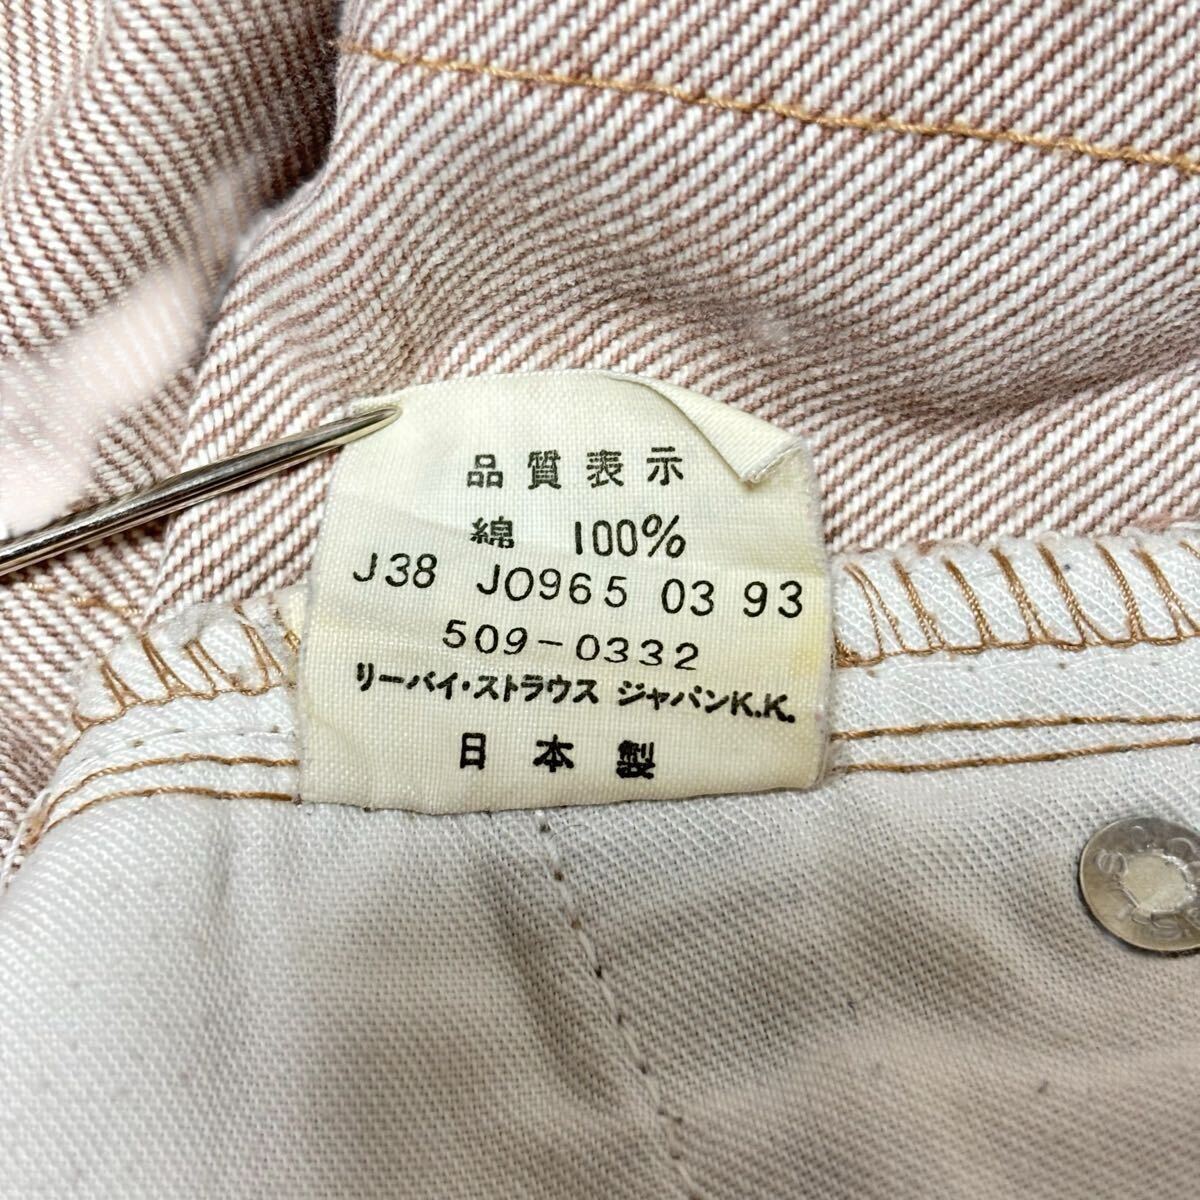 品質表示
綿 100%
J38 J0965 03 93
509-0332
リーバイ・ストラウス ジャパンK.K.
日本製